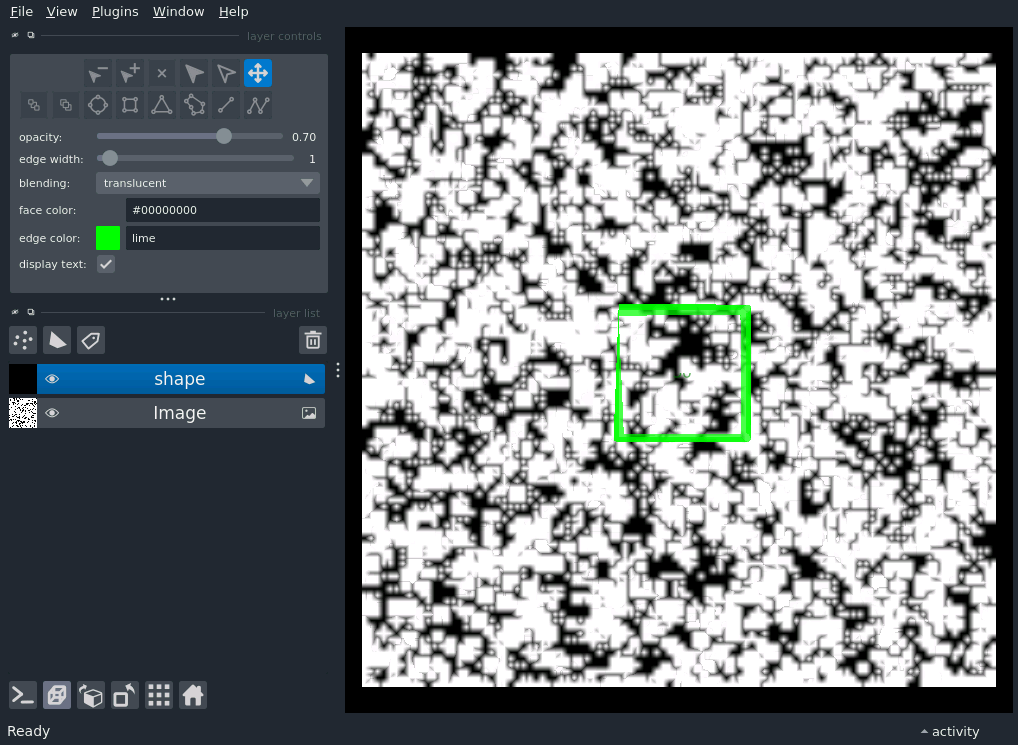 File View Plugins Window Help
layer controls
opacity: 0.70
edge width: 1
blending: translucent
face color: #00000000
edge color: lime
display text:
layer list
shape
Image
Ready
activity